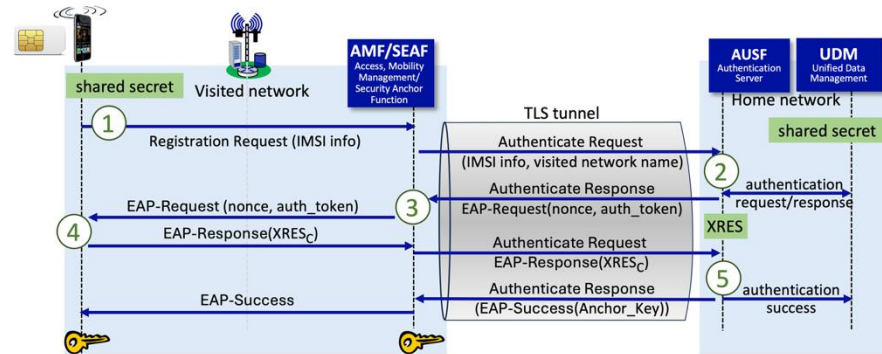 AMF/SEAF
Access, Mobility
Management/
Security Anchor
Function
AUSF
Authentication
Server
UDM
Unified Data
Management
shared secret
Visited network
Home network
TLS tunnel
shared secret
1
Registration Request (IMSI info)
Authenticate Request
(IMSI info, visited network name)
2
authentication
request/response
Authenticate Response
EAP-Request(nonce, auth_token)
3
EAP-Request (nonce, auth_token)
4
XRES
EAP-Response(XRESC)
Authenticate Request
EAP-Response(XRESC)
5
authentication
success
Authenticate Response
(EAP-Success(Anchor_Key))
EAP-Success